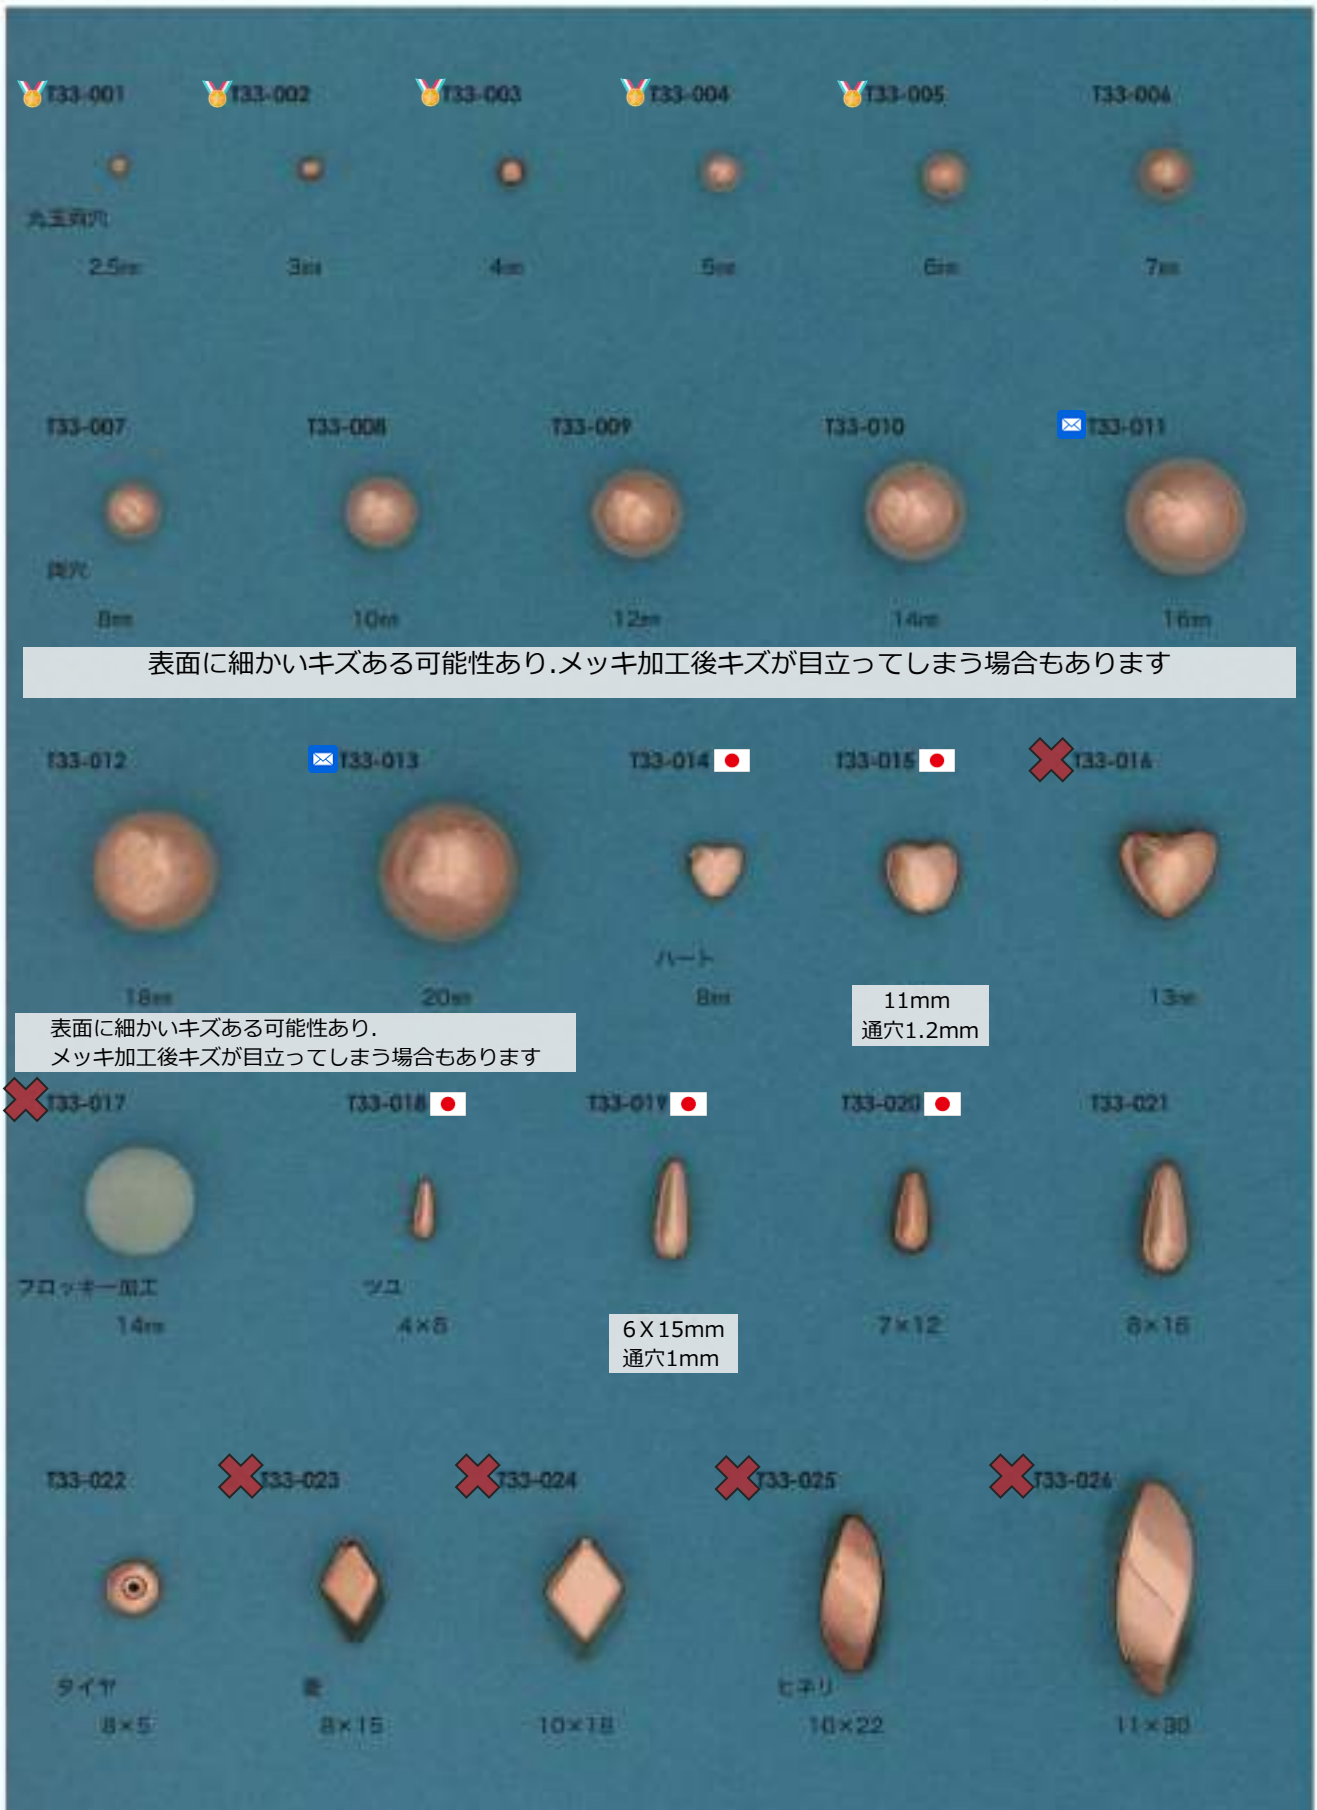 T33-001 T33-002 T33-003 T33-004 T33-005 T33-006
丸玉両穴
2.5㎜ 3㎜ 4㎜ 5㎜ 6㎜ 7㎜
T33-007 T33-008 T33-009 T33-010 T33-011
両穴
8㎜ 10㎜ 12㎜ 14㎜ 16㎜
表面に細かいキズある可能性あり.メッキ加工後キズが目立ってしまう場合もあります
T33-012 T33-013 T33-014 T33-015 T33-016
ハート
18㎜ 20㎜ 8㎜ 11mm 13㎜
通穴1.2mm
表面に細かいキズある可能性あり.
メッキ加工後キズが目立ってしまう場合もあります
T33-017 T33-018 T33-019 T33-020 T33-021
フロッキー加工 ツユ
14㎜ 4×8 6X15mm 7×12 8×16
通穴1mm
T33-022 T33-023 T33-024 T33-025 T33-026
タイヤ 菱 ヒネリ
8×5 8×15 10×18 10×22 11×30